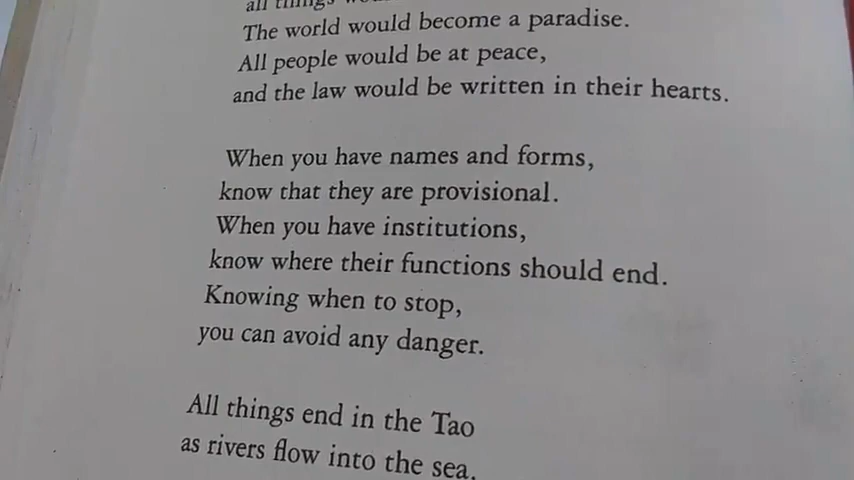 all things
The world would become a paradise.
All people would be at peace,
and the law would be written in their hearts.
When you have names and forms,
know that they are provisional.
When you have institutions,
know where their functions should end.
Knowing when to stop,
you can avoid any danger.
All things end in the Tao
as rivers flow into the sea.